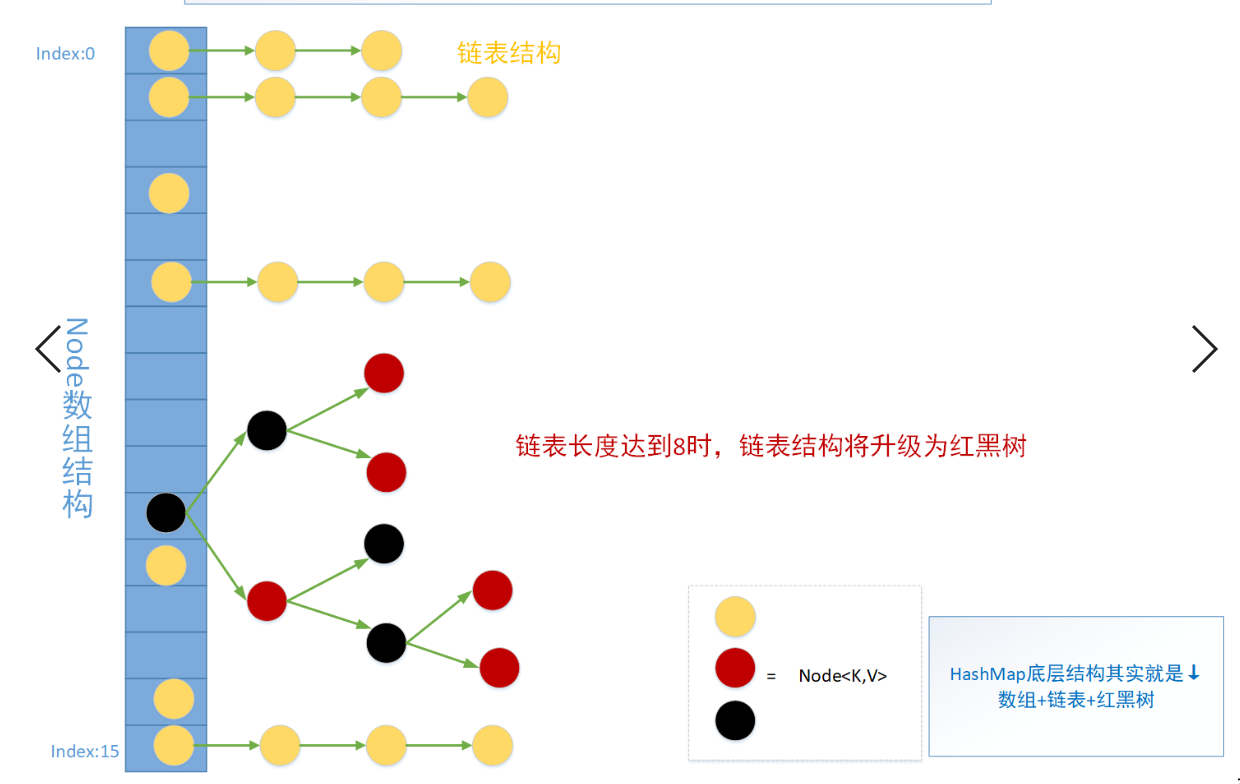 Index:0
链表结构
Node数组结构
链表长度达到8时，链表结构将升级为红黑树
= Node<K,V>
HashMap底层结构其实就是↓
数组+链表+红黑树
Index:15